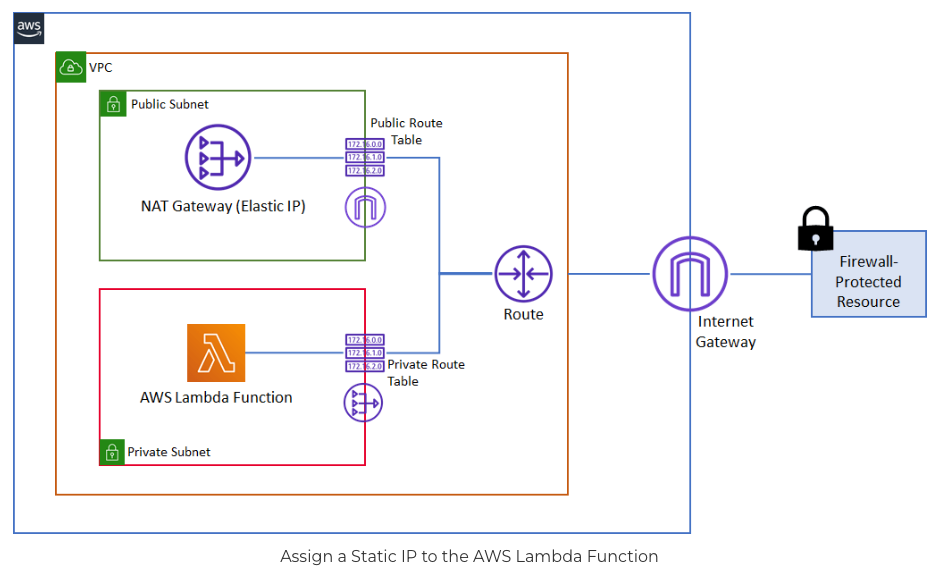 aws
VPC
Public Subnet
Public Route
Table
172.16.0.0
172.16.1.0
172.16.2.0
NAT Gateway (Elastic IP)
Route
Internet
Gateway
Firewall-
Protected
Resource
172.16.0.0
172.16.1.0
172.16.2.0
Private Route
Table
AWS Lambda Function
Private Subnet
Assign a Static IP to the AWS Lambda Function